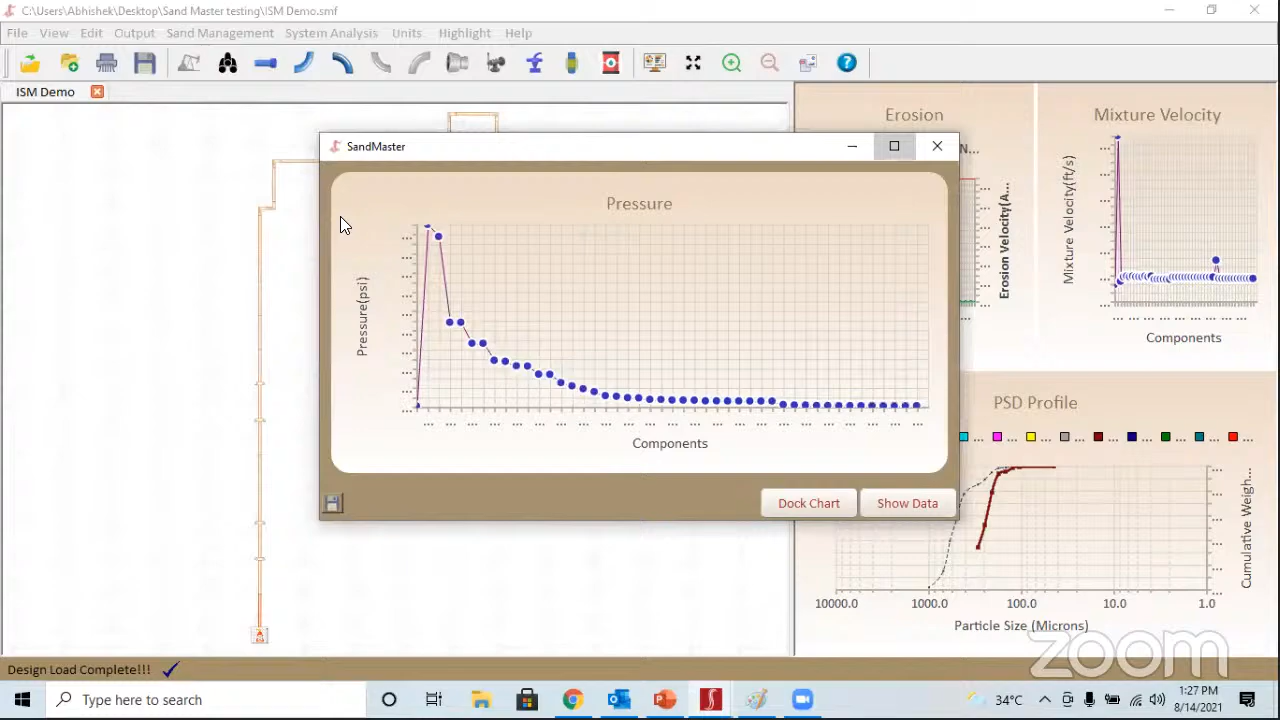 C:\Users\Abhishek\Desktop\Sand Master testing\ISM Demo.smf
File View Edit Output Sand Management System Analysis Units Highlight Help
ISM Demo
Erosion
N...
Erosion Velocity(A...
Mixture Velocity
Mixture Velocity(ft/s)
Components
SandMaster
Pressure
Pressure(psi)
Components
Dock Chart
Show Data
PSD Profile
Cumulative Weigh...
10000.0 1000.0 100.0 10.0 1.0
Particle Size (Microns)
zoom
Design Load Complete!!!
Type here to search
34°C
1:27 PM
8/14/2021